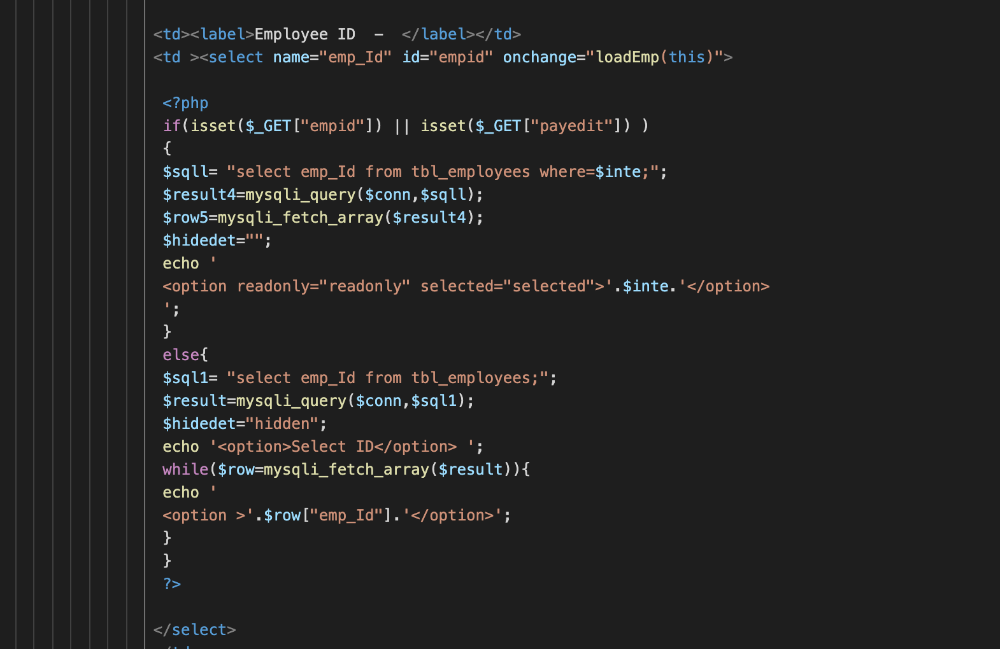 <td><label>Employee ID  -  </label></td>
<td ><select name="emp_Id" id="empid" onchange="loadEmp(this)">
<?php
if(isset($_GET["empid"]) || isset($_GET["payedit"]) )
{
$sqll= "select emp_Id from tbl_employees where=$inte;";
$result4=mysqli_query($conn,$sqll);
$row5=mysqli_fetch_array($result4);
$hidedet="";
echo '
<option readonly="readonly" selected="selected">'.$inte.'</option>
';
}
else{
$sql1= "select emp_Id from tbl_employees;";
$result=mysqli_query($conn,$sql1);
$hidedet="hidden";
echo '<option>Select ID</option> ';
while($row=mysqli_fetch_array($result)){
echo '
<option >'.$row["emp_Id"].'</option>';
}
}
?>
</select>